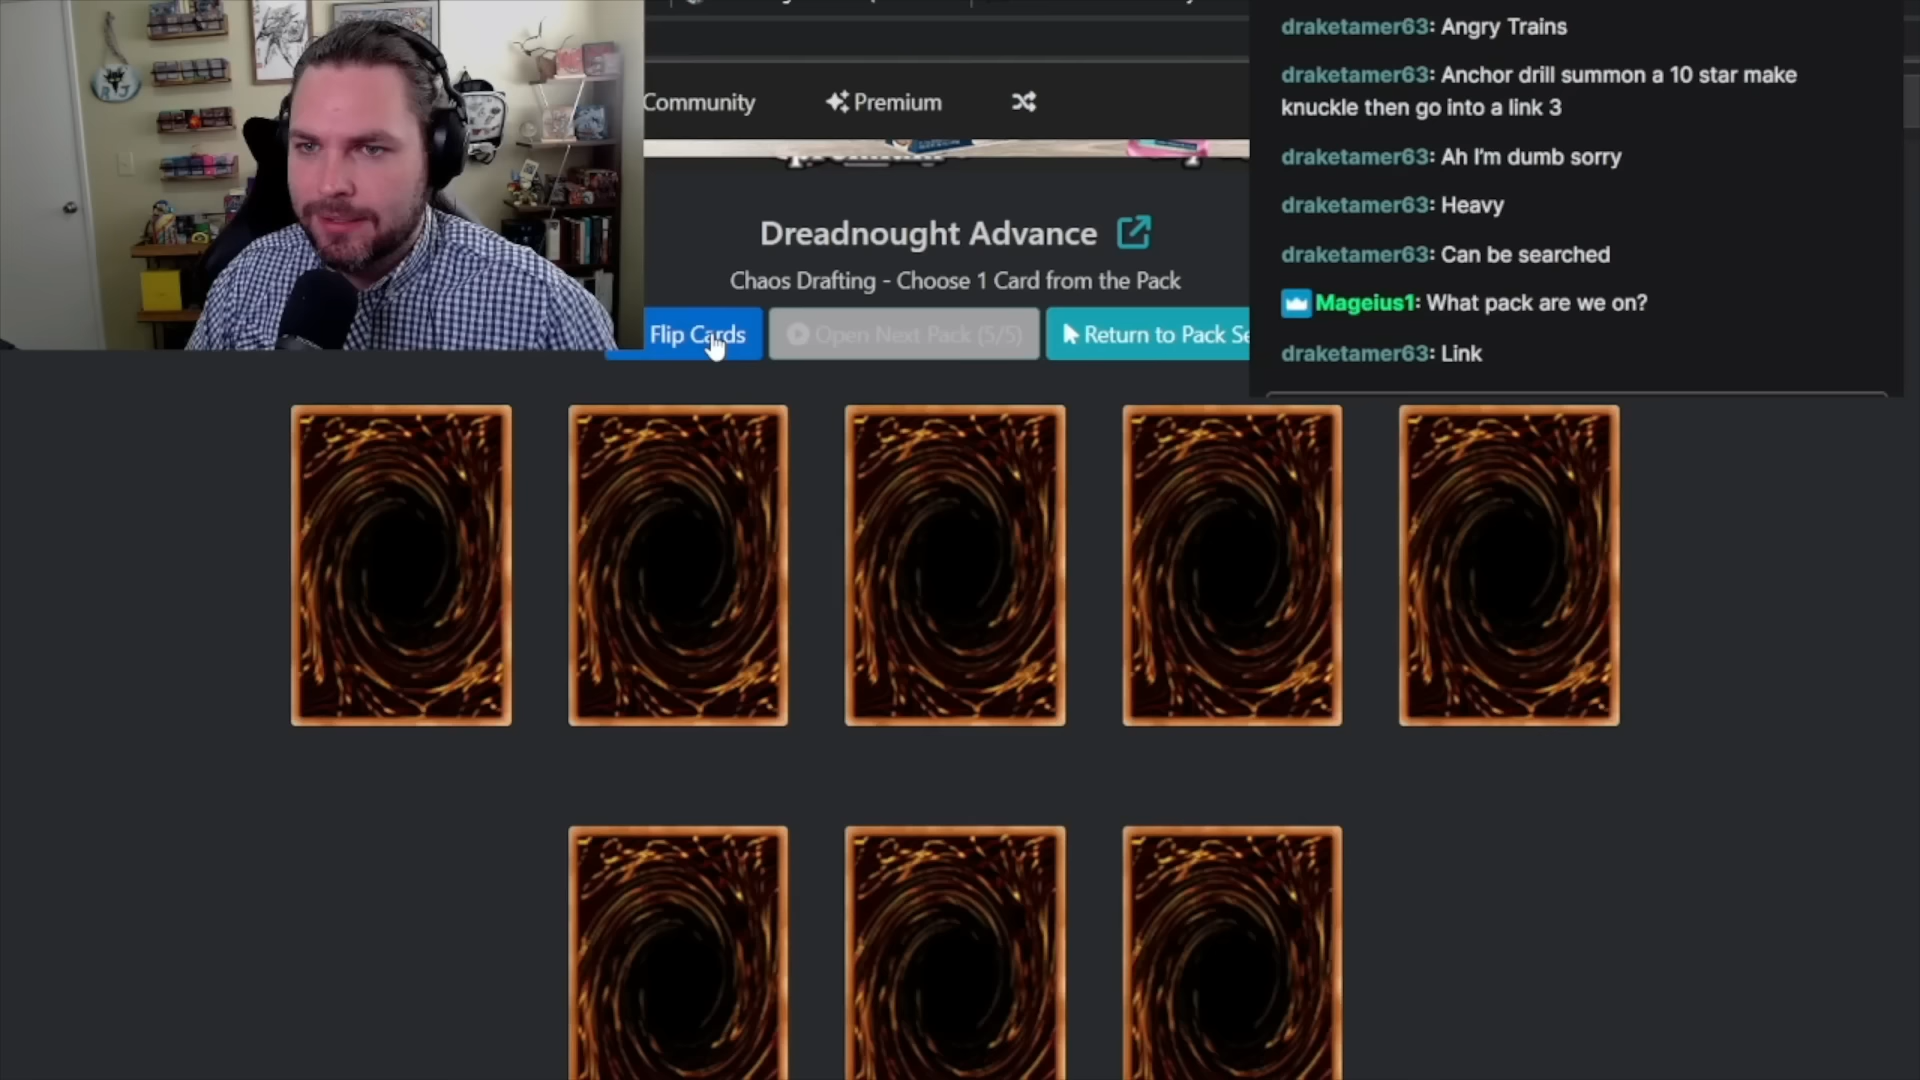 Community
Premium
Dreadnought Advance
Chaos Drafting - Choose 1 Card from the Pack
Flip Cards
Open Next Pack (5/5)
Return to Pack Se
draketamer63: Angry Trains
draketamer63: Anchor drill summon a 10 star make
knuckle then go into a link 3
draketamer63: Ah I'm dumb sorry
draketamer63: Heavy
draketamer63: Can be searched
Mageius1: What pack are we on?
draketamer63: Link